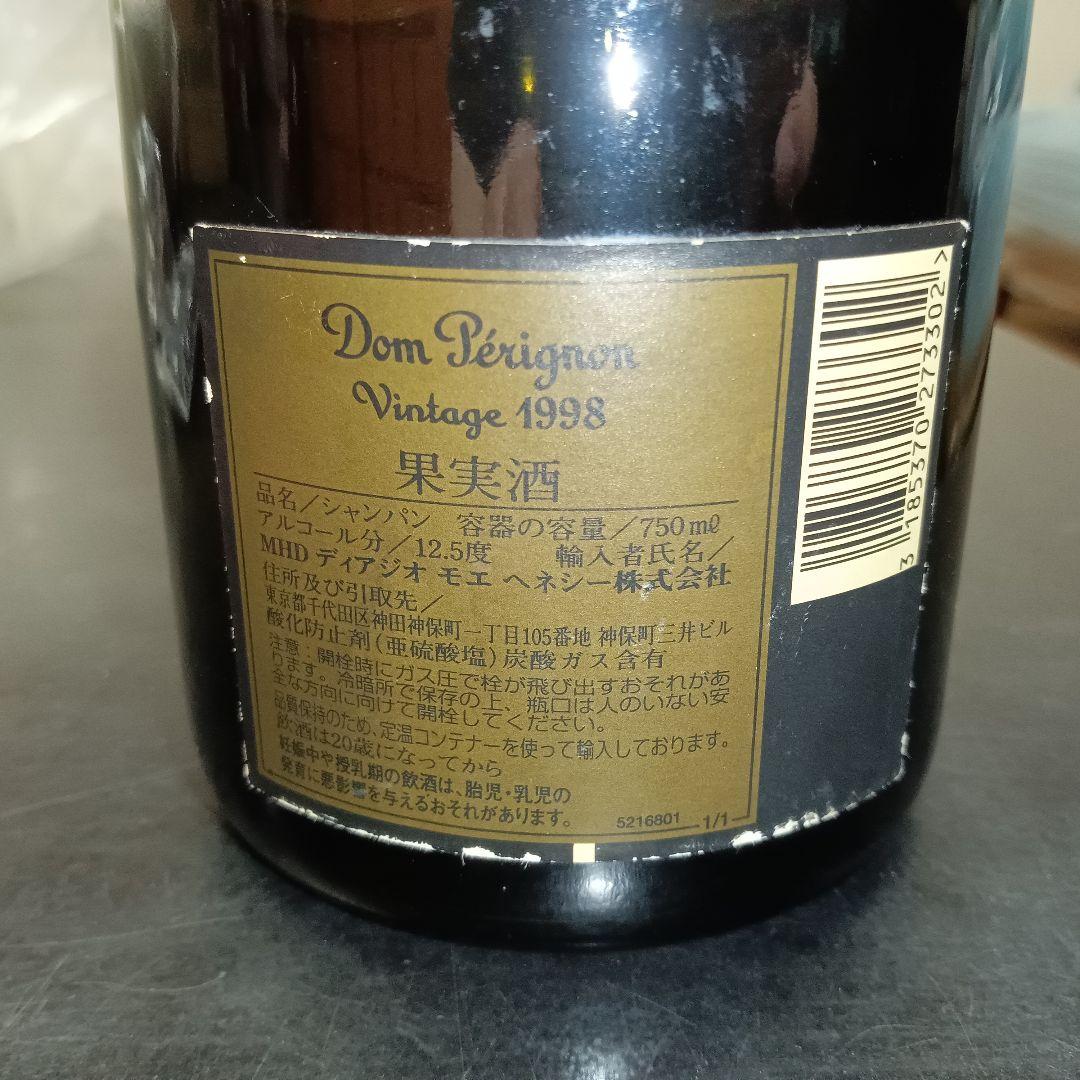 Dom Pérignon
Vintage 1998
果実酒
品名／シャンパン 容器の容量／750mℓ
アルコール分／12.5度 輸入者氏名／
MHD ディアジオ モエ ヘネシー株式会社
住所及び引取先／
東京都千代田区神田神保町一丁目105番地 神保町三井ビル
酸化防止剤(亜硫酸塩)炭酸ガス含有
注意：開栓時にガス圧で栓が飛び出すおそれがあ
ります。冷暗所で保存の上、瓶口は人のいない安
全な方向に向けて開栓してください。
品質保持のため、定温コンテナーを使って輸入しております。
飲酒は20歳になってから
妊娠中や授乳期の飲酒は、胎児・乳児の
発育に悪影響を与えるおそれがあります。
5216801 1/1
3 185370 273302 >